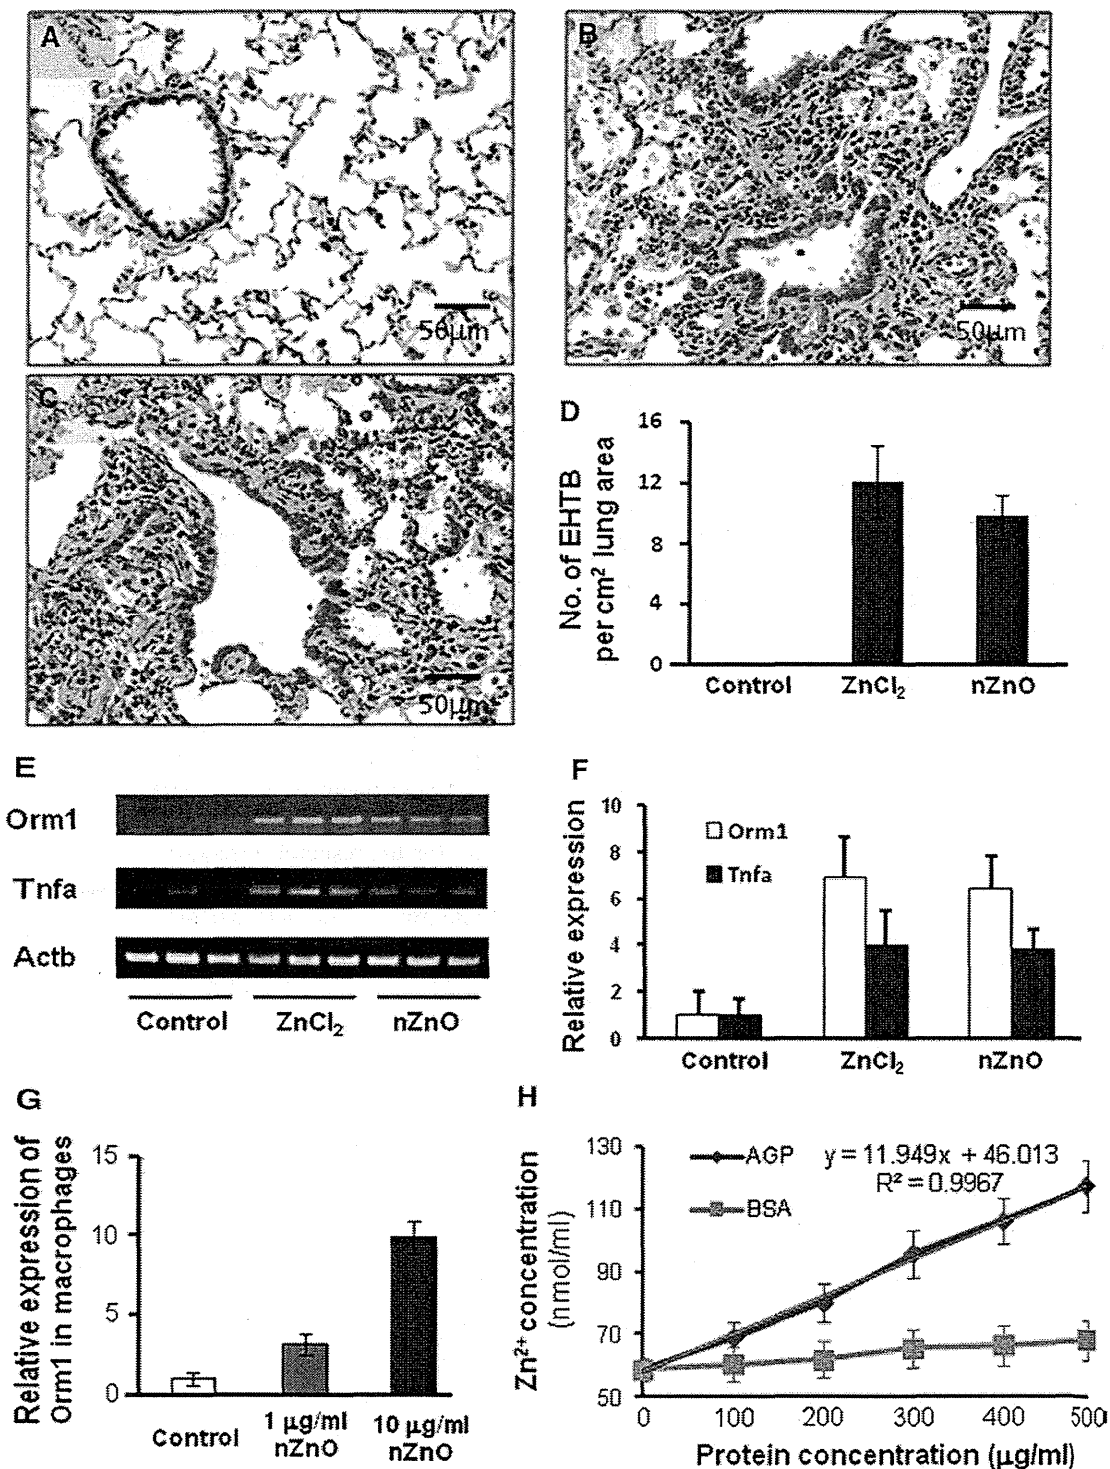 A
50µm
B
50µm
C
50µm
D
No. of EHTB
per cm² lung area
16
12
8
4
0
Control
ZnCl₂
nZnO
E
Orm1
Tnfa
Actb
Control
ZnCl₂
nZnO
F
Relative expression
10
8
6
4
2
0
Orm1
Tnfa
Control
ZnCl₂
nZnO
G
Relative expression of
Orm1 in macrophages
15
10
5
0
Control
1 µg/ml
nZnO
10 µg/ml
nZnO
H
Zn²⁺ concentration
(nmol/ml)
130
110
90
70
50
AGP
BSA
y = 11.949x + 46.013
R² = 0.9967
0
100
200
300
400
500
Protein concentration (µg/ml)